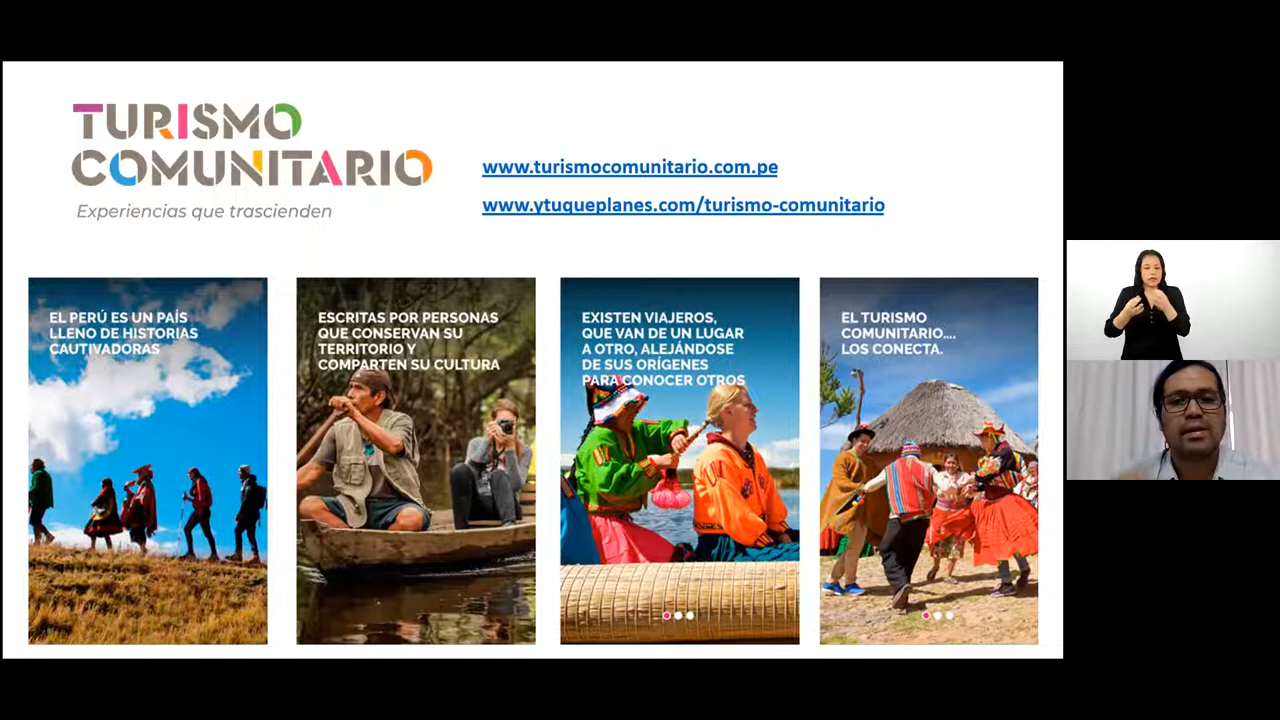 TURISMO
COMUNITARIO
Experiencias que trascienden
www.turismocomunitario.com.pe
www.ytuqueplanes.com/turismo-comunitario
EL PERÚ ES UN PAÍS
LLENO DE HISTORIAS
CAUTIVADORAS
ESCRITAS POR PERSONAS
QUE CONSERVAN SU
TERRITORIO Y
COMPARTEN SU CULTURA
EXISTEN VIAJEROS,
QUE VAN DE UN LUGAR
A OTRO, ALEJÁNDOSE
DE SUS ORÍGENES
PARA CONOCER OTROS
EL TURISMO
COMUNITARIO....
LOS CONECTA.